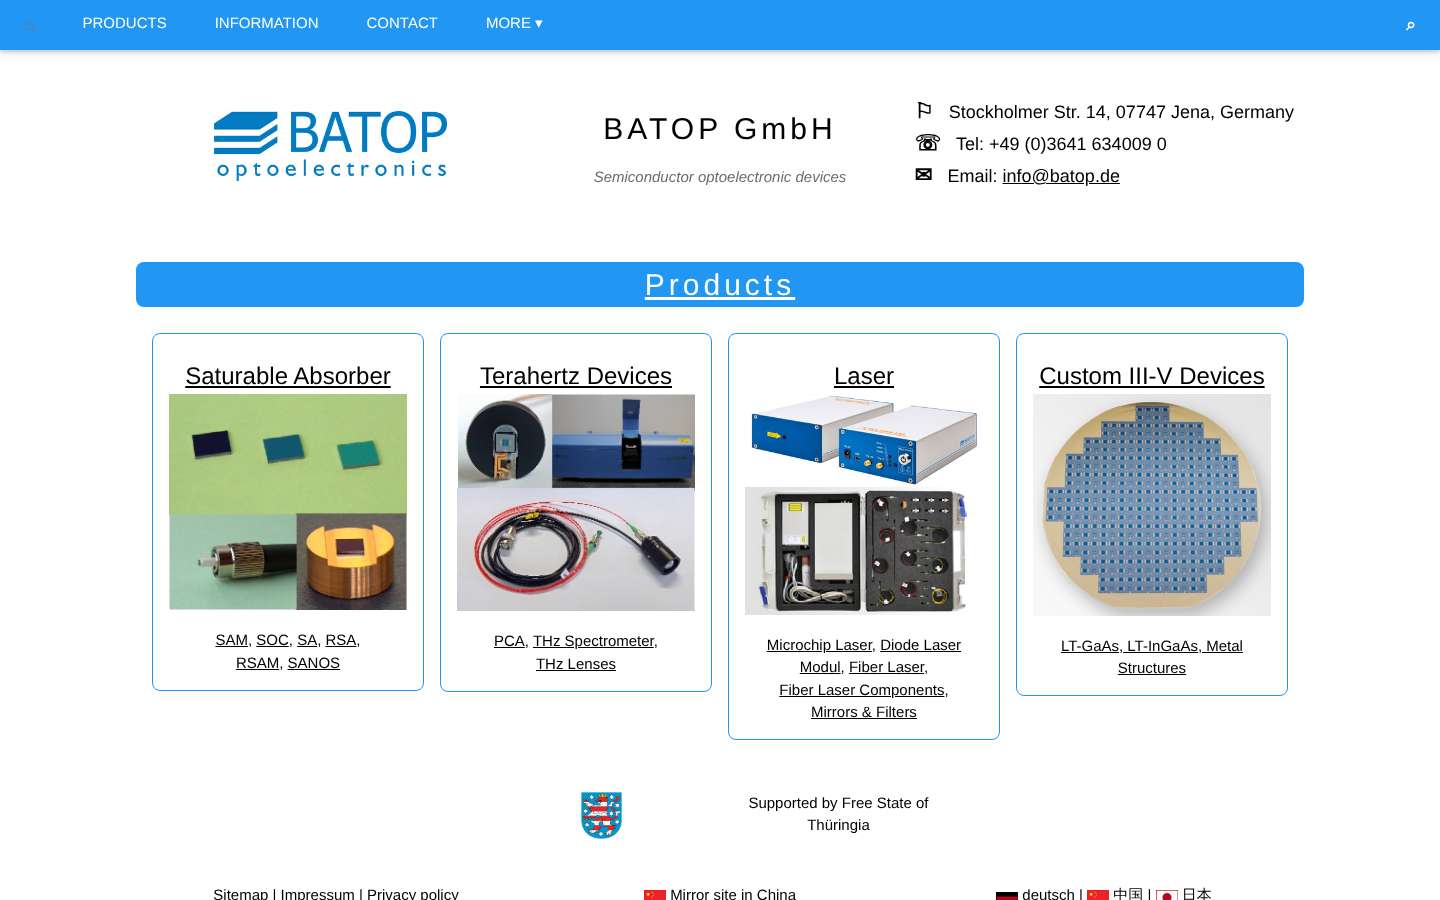 PRODUCTS INFORMATION CONTACT MORE ▾
BATOP
optoelectronics
BATOP GmbH
Semiconductor optoelectronic devices
Stockholmer Str. 14, 07747 Jena, Germany
Tel: +49 (0)3641 634009 0
Email: info@batop.de
Products
Saturable Absorber
SAM, SOC, SA, RSA,
RSAM, SANOS
Terahertz Devices
PCA, THz Spectrometer,
THz Lenses
Laser
Microchip Laser, Diode Laser
Modul, Fiber Laser,
Fiber Laser Components,
Mirrors & Filters
Custom III-V Devices
LT-GaAs, LT-InGaAs, Metal
Structures
Supported by Free State of
Thüringia
Sitemap | Impressum | Privacy policy
Mirror site in China
deutsch | 中国 | 日本